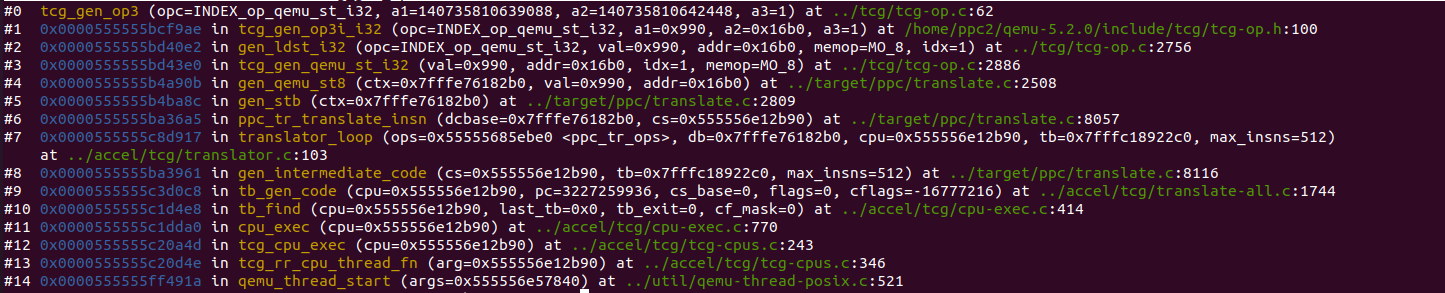 #0  tcg_gen_op3 (opc=INDEX_op_qemu_st_i32, a1=140735810639088, a2=140735810642448, a3=1) at ../tcg/tcg-op.c:62
#1  0x0000555555bcf9ae in tcg_gen_op3i_i32 (opc=INDEX_op_qemu_st_i32, a1=0x990, a2=0x16b0, a3=1) at /home/ppc2/qemu-5.2.0/include/tcg/tcg-op.h:100
#2  0x0000555555bd40e2 in gen_ldst_i32 (opc=INDEX_op_qemu_st_i32, val=0x990, addr=0x16b0, memop=MO_8, idx=1) at ../tcg/tcg-op.c:2756
#3  0x0000555555bd43e0 in tcg_gen_qemu_st_i32 (val=0x990, addr=0x16b0, idx=1, memop=MO_8) at ../tcg/tcg-op.c:2886
#4  0x0000555555b4a90b in gen_qemu_st8 (ctx=0x7fffe76182b0, val=0x990, addr=0x16b0) at ../target/ppc/translate.c:2508
#5  0x0000555555b4ba8c in gen_stb (ctx=0x7fffe76182b0) at ../target/ppc/translate.c:2809
#6  0x0000555555ba36a5 in ppc_tr_translate_insn (dcbase=0x7fffe76182b0, cs=0x555556e12b90) at ../target/ppc/translate.c:8057
#7  0x0000555555c8d917 in translator_loop (ops=0x55555685ebe0 <ppc_tr_ops>, db=0x7fffe76182b0, cpu=0x555556e12b90, tb=0x7fffc18922c0, max_insns=512)
at ../accel/tcg/translator.c:103
#8  0x0000555555ba3961 in gen_intermediate_code (cs=0x555556e12b90, tb=0x7fffc18922c0, max_insns=512) at ../target/ppc/translate.c:8116
#9  0x0000555555c3d0c8 in tb_gen_code (cpu=0x555556e12b90, pc=3227259936, cs_base=0, flags=0, cflags=-16777216) at ../accel/tcg/translate-all.c:1744
#10 0x0000555555c1d4e8 in tb_find (cpu=0x555556e12b90, last_tb=0x0, tb_exit=0, cf_mask=0) at ../accel/tcg/cpu-exec.c:414
#11 0x0000555555c1dda0 in cpu_exec (cpu=0x555556e12b90) at ../accel/tcg/cpu-exec.c:770
#12 0x0000555555c20a4d in tcg_cpu_exec (cpu=0x555556e12b90) at ../accel/tcg/tcg-cpus.c:243
#13 0x0000555555c20d4e in tcg_rr_cpu_thread_fn (arg=0x555556e12b90) at ../accel/tcg/tcg-cpus.c:346
#14 0x0000555555ff491a in qemu_thread_start (args=0x555556e57840) at ../util/qemu-thread-posix.c:521